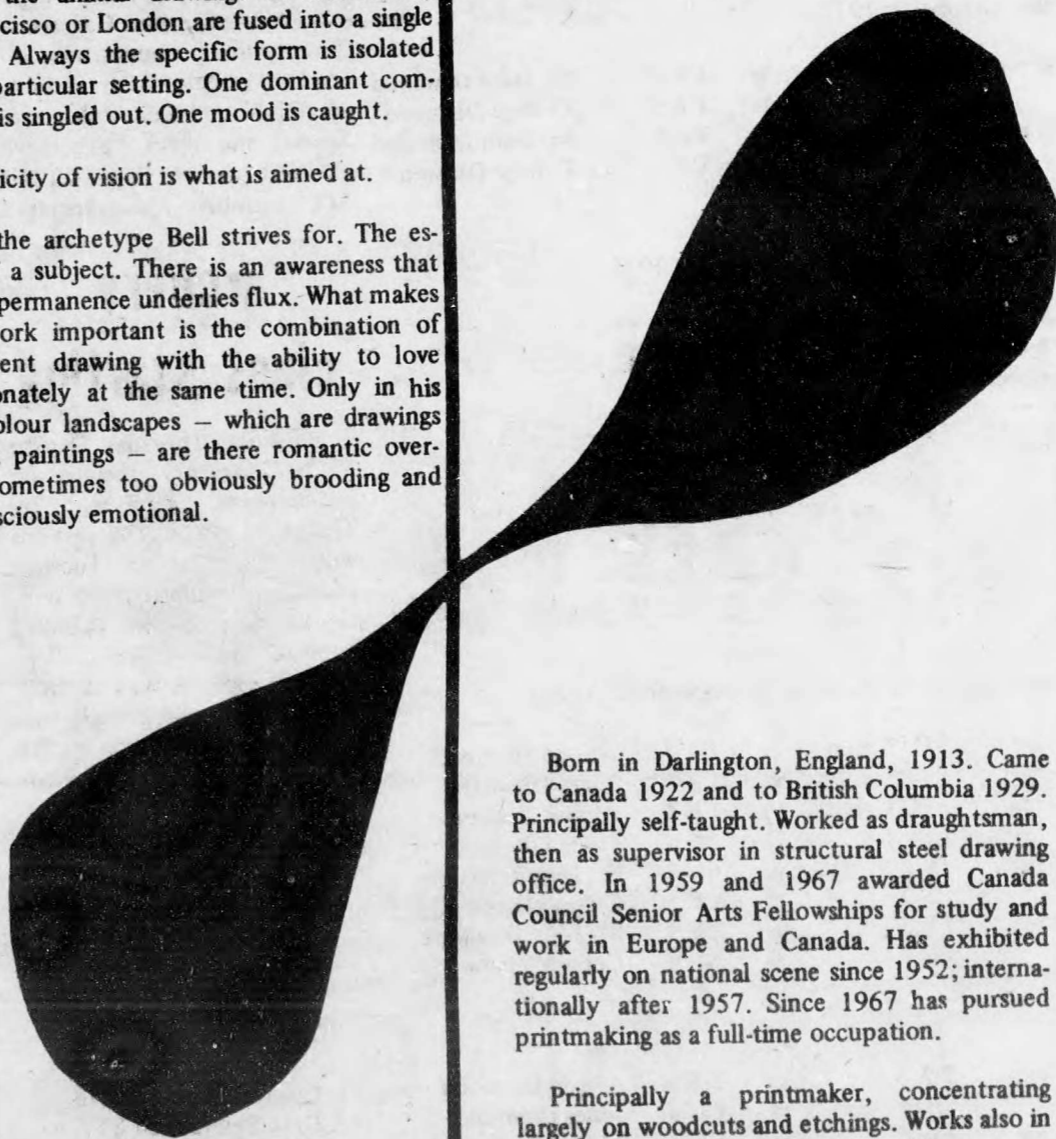 cisco or London are fused into a single
Always the specific form is isolated
particular setting. One dominant com-
is singled out. One mood is caught.
icity of vision is what is aimed at.
the archetype Bell strives for. The es-
a subject. There is an awareness that
permanence underlies flux. What makes
ork important is the combination of
ent drawing with the ability to love
onately at the same time. Only in his
olour landscapes – which are drawings
paintings – are there romantic over-
ometimes too obviously brooding and
sciously emotional.
Born in Darlington, England, 1913. Came
to Canada 1922 and to British Columbia 1929.
Principally self-taught. Worked as draughtsman,
then as supervisor in structural steel drawing
office. In 1959 and 1967 awarded Canada
Council Senior Arts Fellowships for study and
work in Europe and Canada. Has exhibited
regularly on national scene since 1952; interna-
tionally after 1957. Since 1967 has pursued
printmaking as a full-time occupation.
Principally a printmaker, concentrating
largely on woodcuts and etchings. Works also in